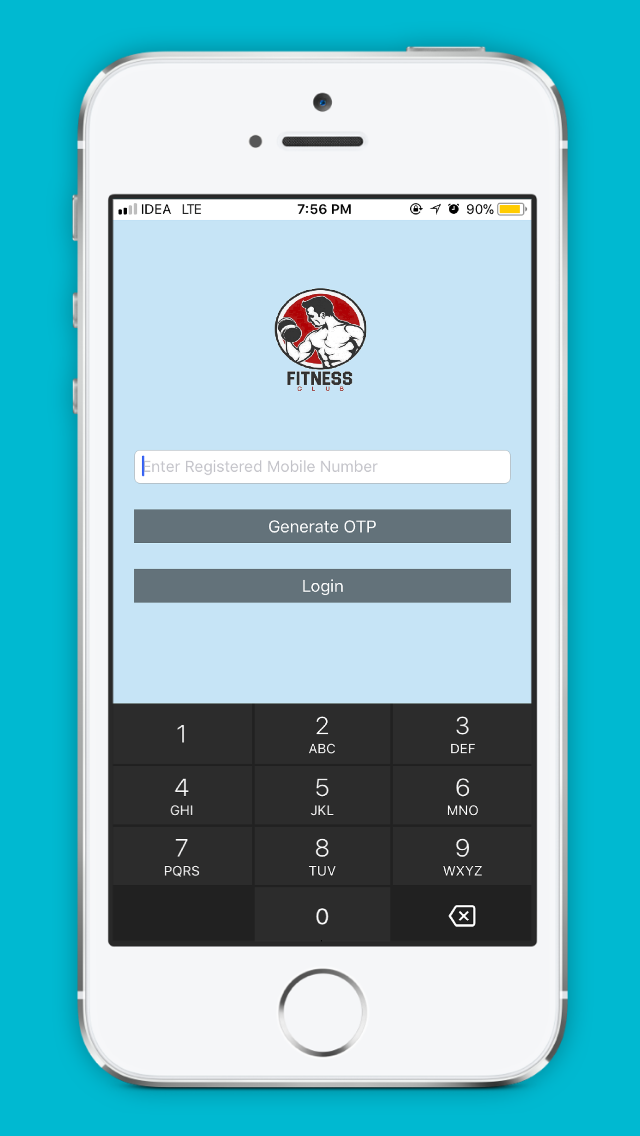 IDEA LTE 7:56 PM 90%
FITNESS
CLUB
Enter Registered Mobile Number
Generate OTP
Login
1 2 3
ABC DEF
4 5 6
GHI JKL MNO
7 8 9
PQRS TUV WXYZ
0